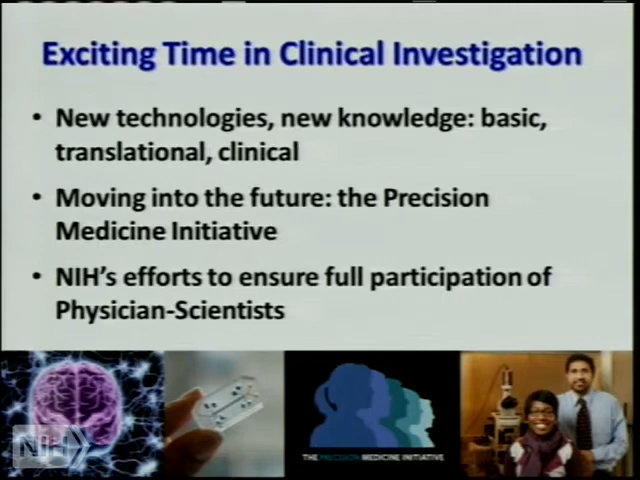 Exciting Time in Clinical Investigation
• New technologies, new knowledge: basic,
translational, clinical
• Moving into the future: the Precision
Medicine Initiative
• NIH's efforts to ensure full participation of
Physician-Scientists
NIH
THE PRECISION MEDICINE INITIATIVE